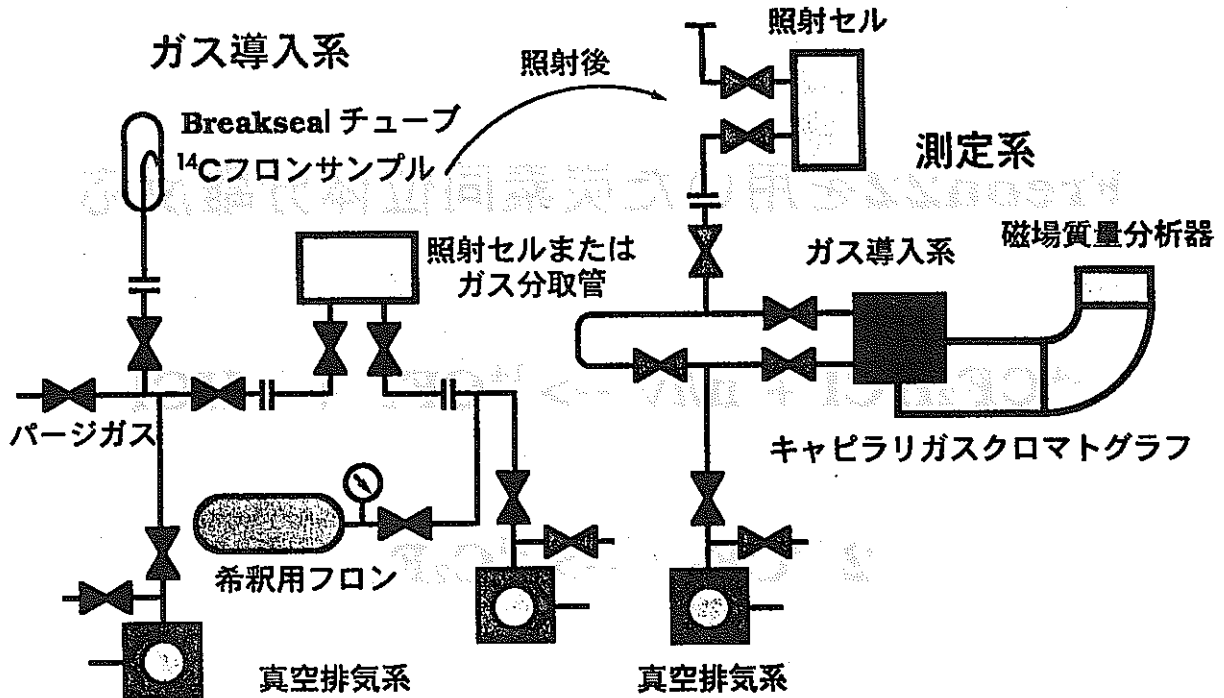 ガス導入系
照射後
照射セル
Breakseal チューブ
¹⁴Cフロンサンプル
測定系
照射セルまたは
ガス分取管
ガス導入系
磁場質量分析器
パージガス
キャピラリガスクロマトグラフ
希釈用フロン
真空排気系
真空排気系